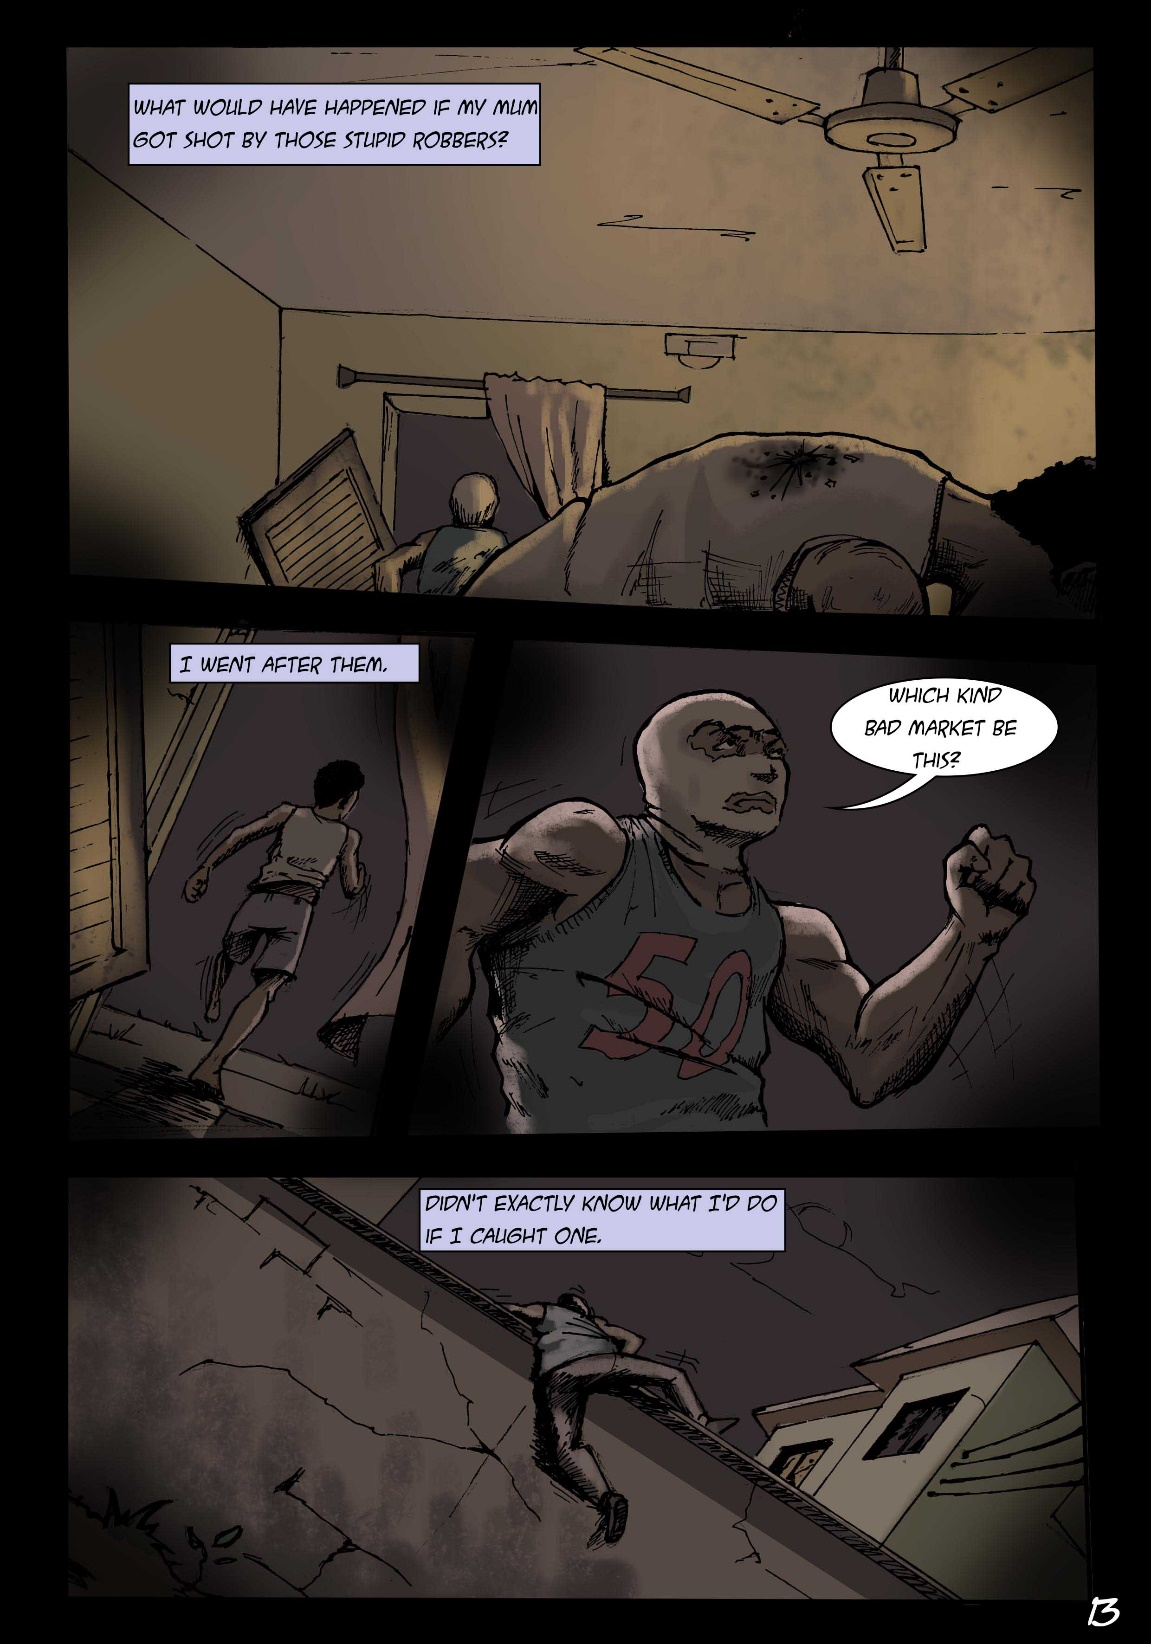 WHAT WOULD HAVE HAPPENED IF MY MUM
GOT SHOT BY THOSE STUPID ROBBERS?
I WENT AFTER THEM.
WHICH KIND
BAD MARKET BE
THIS?
50
DIDN'T EXACTLY KNOW WHAT I'D DO
IF I CAUGHT ONE.
13